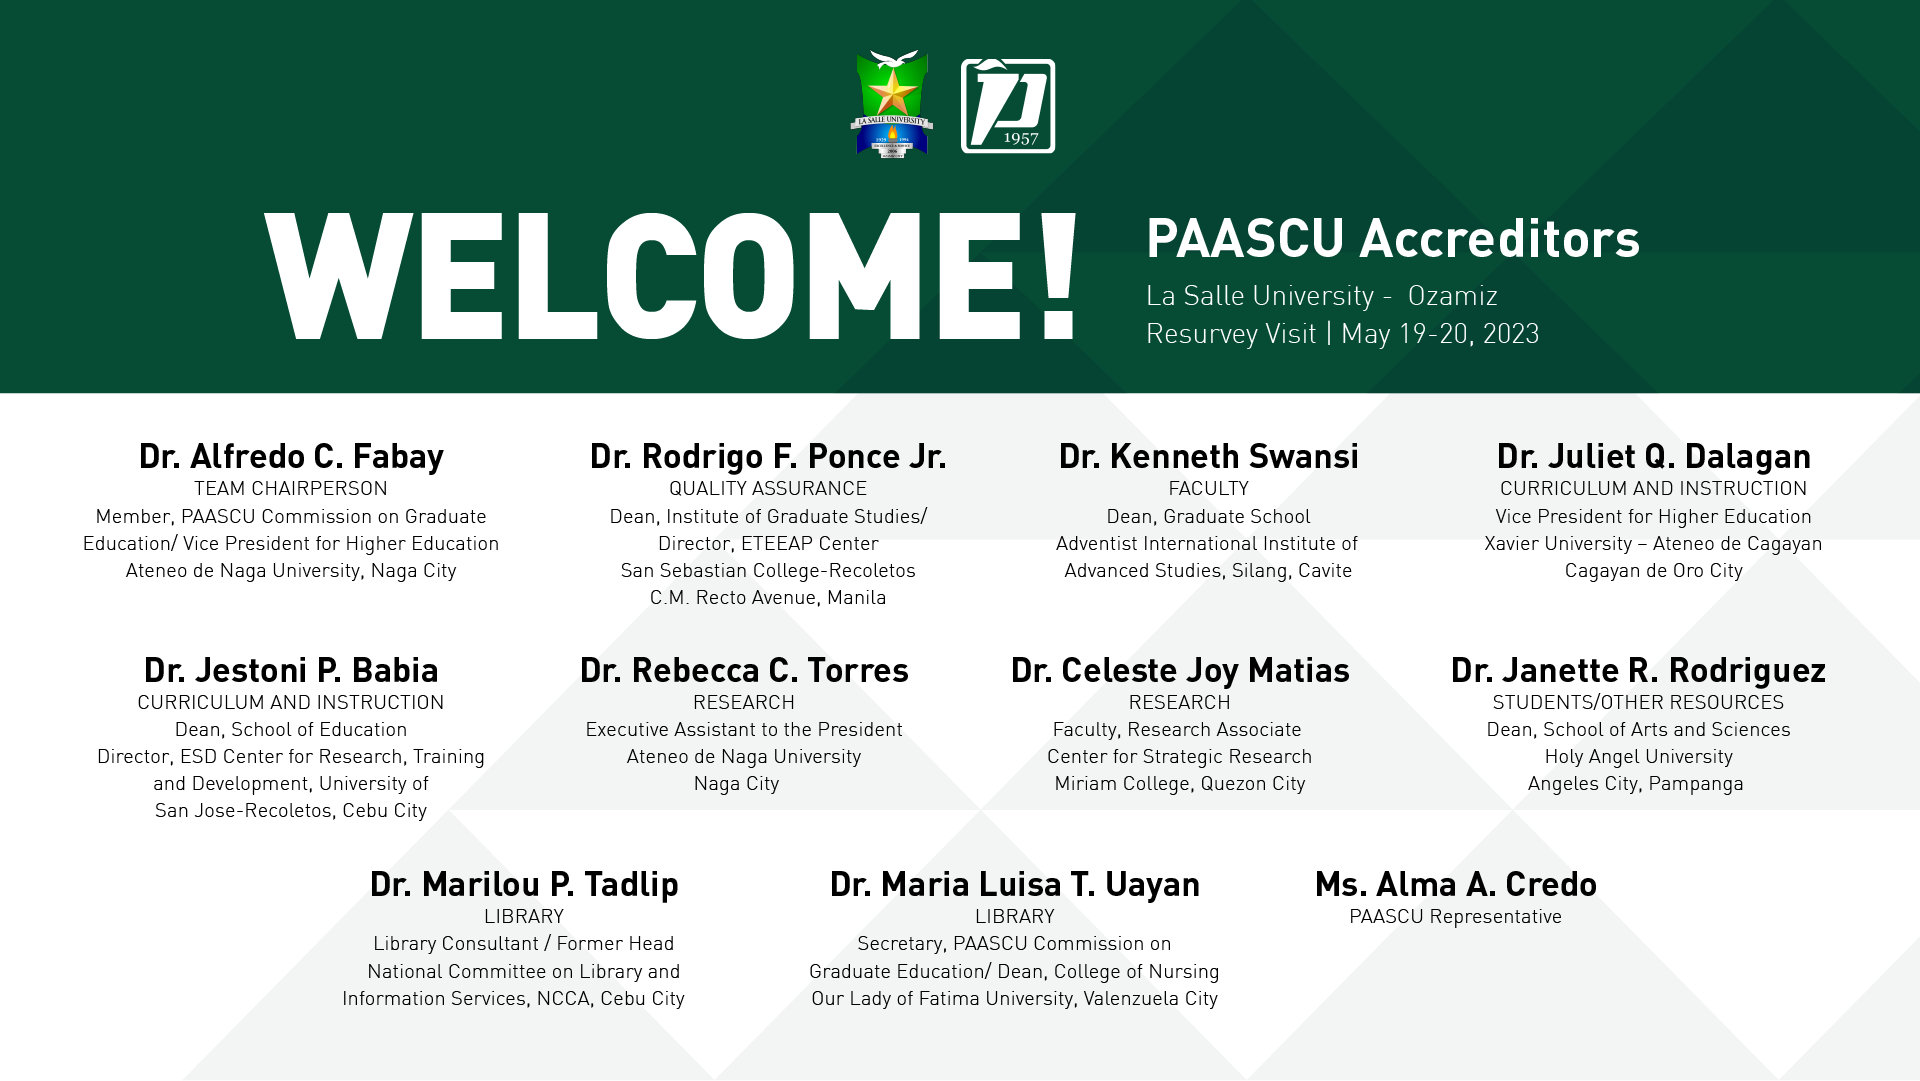 LA SALLE UNIVERSITY
1957
WELCOME!
PAASCU Accreditors
La Salle University - Ozamiz
Resurvey Visit | May 19-20, 2023
Dr. Alfredo C. Fabay
TEAM CHAIRPERSON
Member, PAASCU Commission on Graduate
Education/ Vice President for Higher Education
Ateneo de Naga University, Naga City
Dr. Rodrigo F. Ponce Jr.
QUALITY ASSURANCE
Dean, Institute of Graduate Studies/
Director, ETEEAP Center
San Sebastian College-Recoletos
C.M. Recto Avenue, Manila
Dr. Kenneth Swansi
FACULTY
Dean, Graduate School
Adventist International Institute of
Advanced Studies, Silang, Cavite
Dr. Juliet Q. Dalagan
CURRICULUM AND INSTRUCTION
Vice President for Higher Education
Xavier University – Ateneo de Cagayan
Cagayan de Oro City
Dr. Jestoni P. Babia
CURRICULUM AND INSTRUCTION
Dean, School of Education
Director, ESD Center for Research, Training
and Development, University of
San Jose-Recoletos, Cebu City
Dr. Rebecca C. Torres
RESEARCH
Executive Assistant to the President
Ateneo de Naga University
Naga City
Dr. Celeste Joy Matias
RESEARCH
Faculty, Research Associate
Center for Strategic Research
Miriam College, Quezon City
Dr. Janette R. Rodriguez
STUDENTS/OTHER RESOURCES
Dean, School of Arts and Sciences
Holy Angel University
Angeles City, Pampanga
Dr. Marilou P. Tadlip
LIBRARY
Library Consultant / Former Head
National Committee on Library and
Information Services, NCCA, Cebu City
Dr. Maria Luisa T. Uayan
LIBRARY
Secretary, PAASCU Commission on
Graduate Education/ Dean, College of Nursing
Our Lady of Fatima University, Valenzuela City
Ms. Alma A. Credo
PAASCU Representative